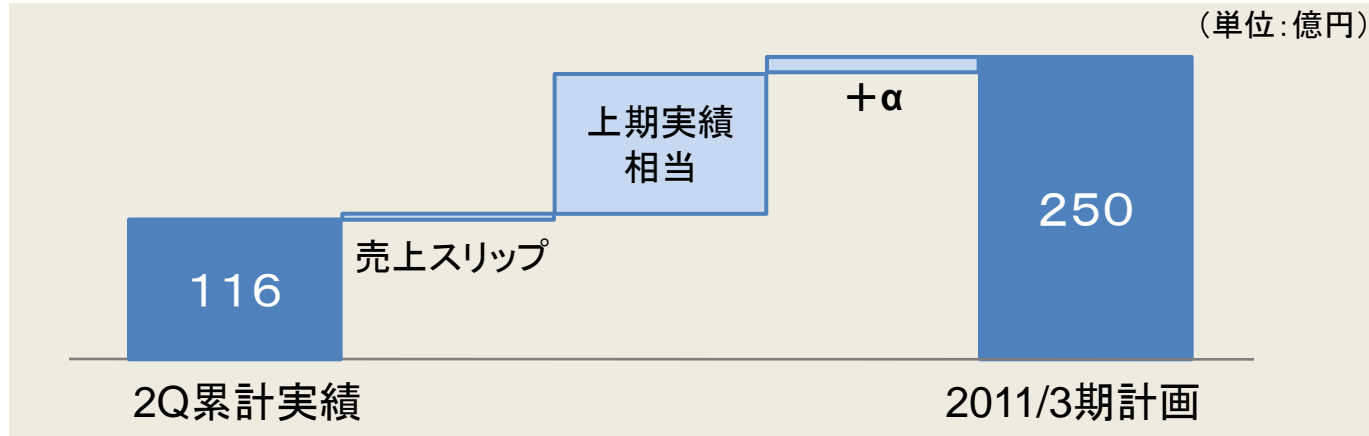 （単位：億円）
＋α
上期実績
相当
２５０
売上スリップ
１１６
2Q累計実績
2011/3期計画